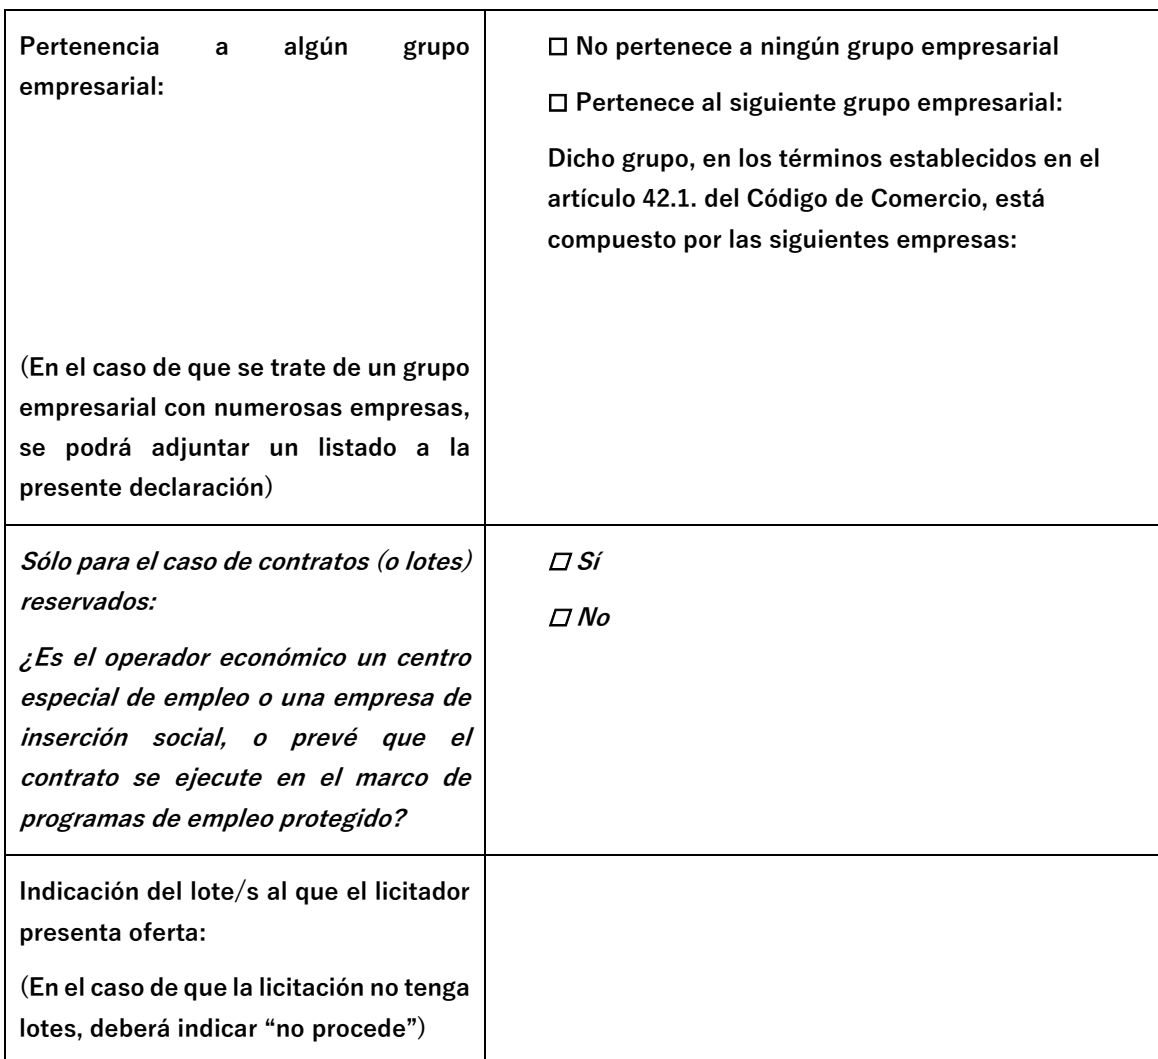 Pertenencia a algún grupo
empresarial:
(En el caso de que se trate de un grupo
empresarial con numerosas empresas,
se podrá adjuntar un listado a la
presente declaración)
☐ No pertenece a ningún grupo empresarial
☐ Pertenece al siguiente grupo empresarial:
Dicho grupo, en los términos establecidos en el
artículo 42.1. del Código de Comercio, está
compuesto por las siguientes empresas:
Sólo para el caso de contratos (o lotes)
reservados:
¿Es el operador económico un centro
especial de empleo o una empresa de
inserción social, o prevé que el
contrato se ejecute en el marco de
programas de empleo protegido?
☐ Sí
☐ No
Indicación del lote/s al que el licitador
presenta oferta:
(En el caso de que la licitación no tenga
lotes, deberá indicar “no procede”)